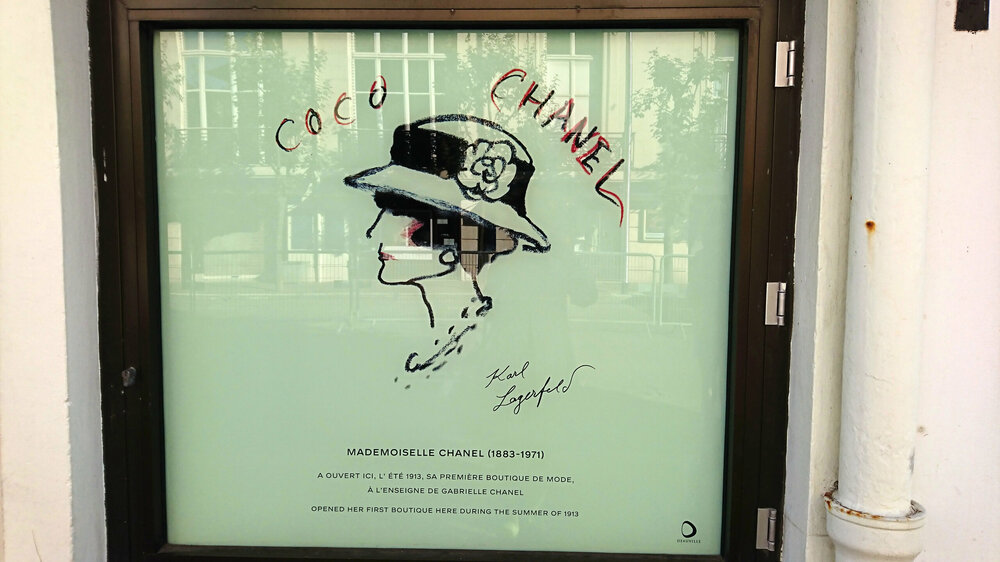 COCO CHANEL
Karl
Lagerfeld
MADEMOISELLE CHANEL (1883-1971)
A OUVERT ICI, L' ÉTÉ 1913, SA PREMIÈRE BOUTIQUE DE MODE,
À L'ENSEIGNE DE GABRIELLE CHANEL
OPENED HER FIRST BOUTIQUE HERE DURING THE SUMMER OF 1913
DEAUVILLE